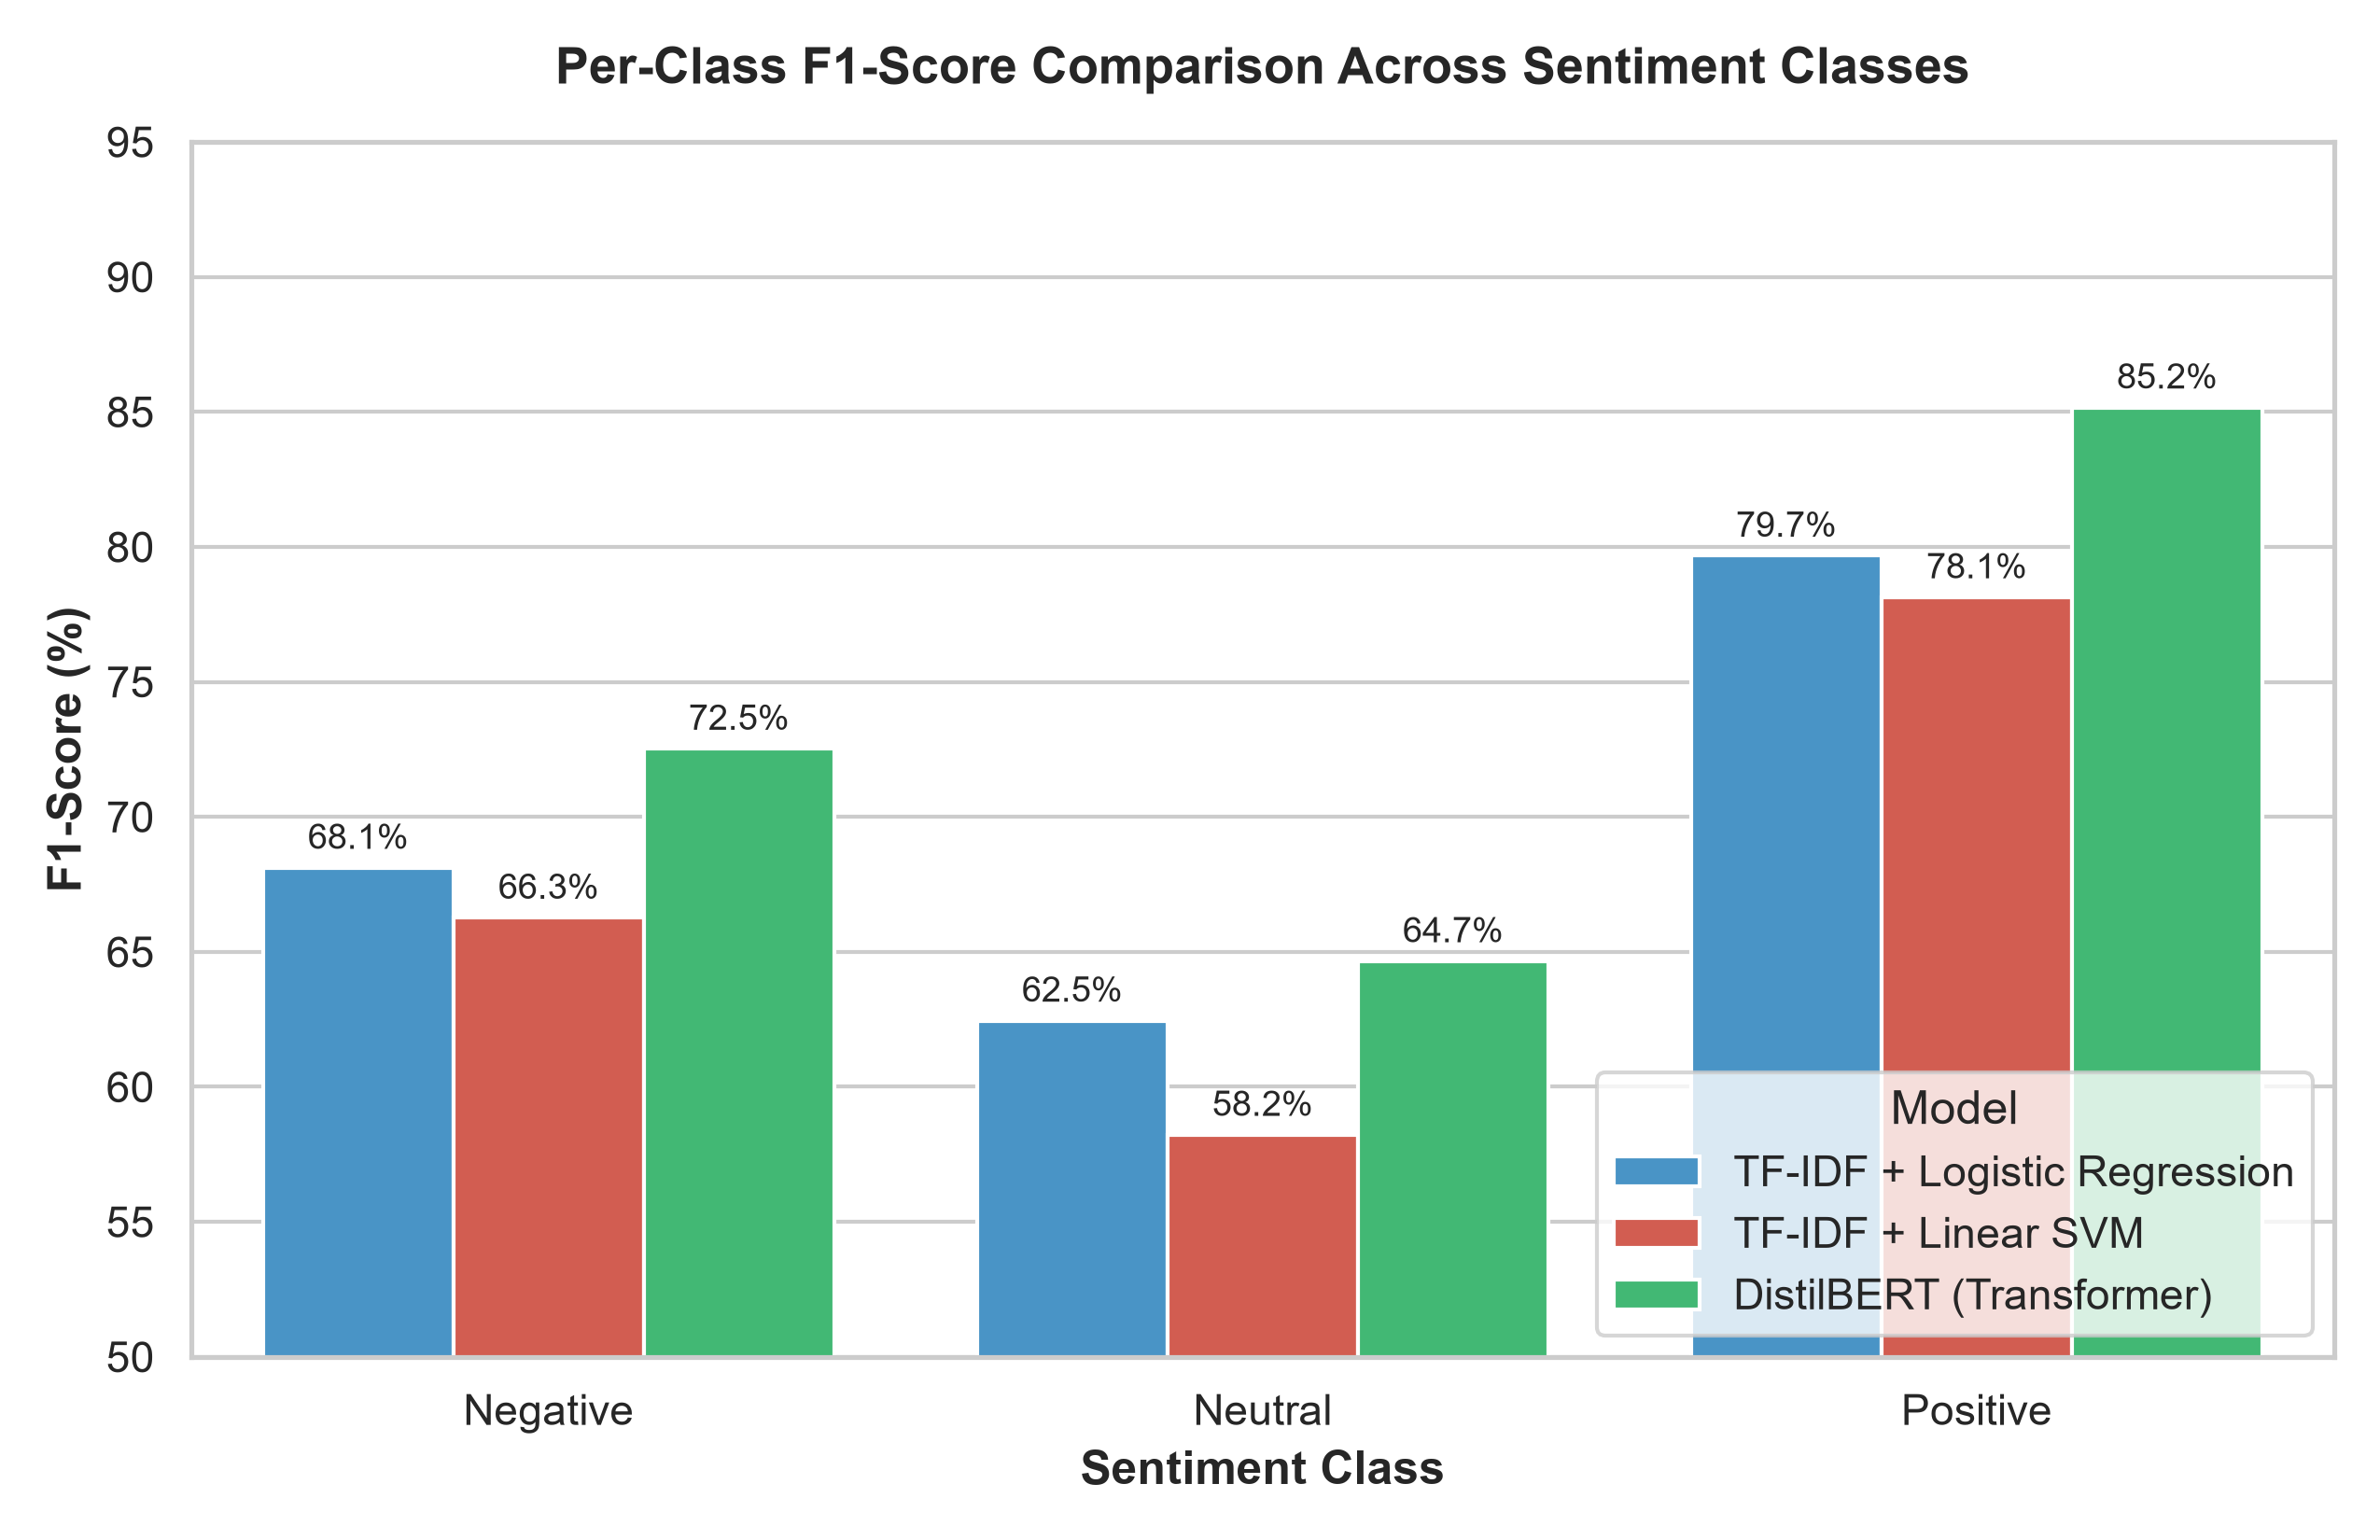 Per-Class F1-Score Comparison Across Sentiment Classes
95
90
85
80
75
70
65
60
55
50
F1-Score (%)
68.1%
66.3%
72.5%
62.5%
58.2%
64.7%
79.7%
78.1%
85.2%
Model
TF-IDF + Logistic Regression
TF-IDF + Linear SVM
DistilBERT (Transformer)
Negative
Neutral
Positive
Sentiment Class